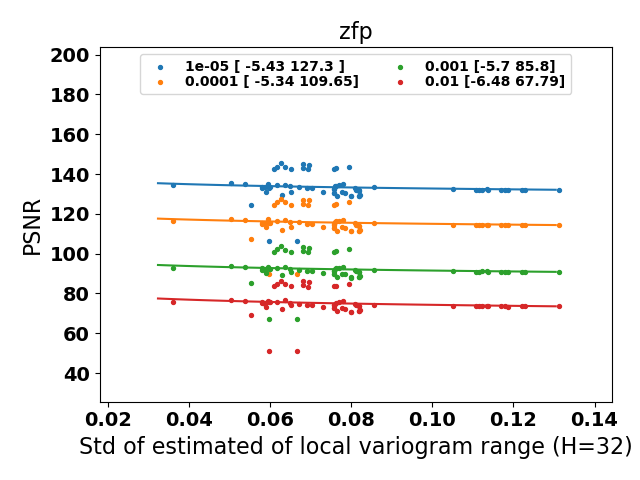 zfp
1e-05 [ -5.43 127.3 ]
0.0001 [ -5.34 109.65]
0.001 [-5.7 85.8]
0.01 [-6.48 67.79]
200
180
160
140
120
100
80
60
40
PSNR
0.02 0.04 0.06 0.08 0.10 0.12 0.14
Std of estimated of local variogram range (H=32)